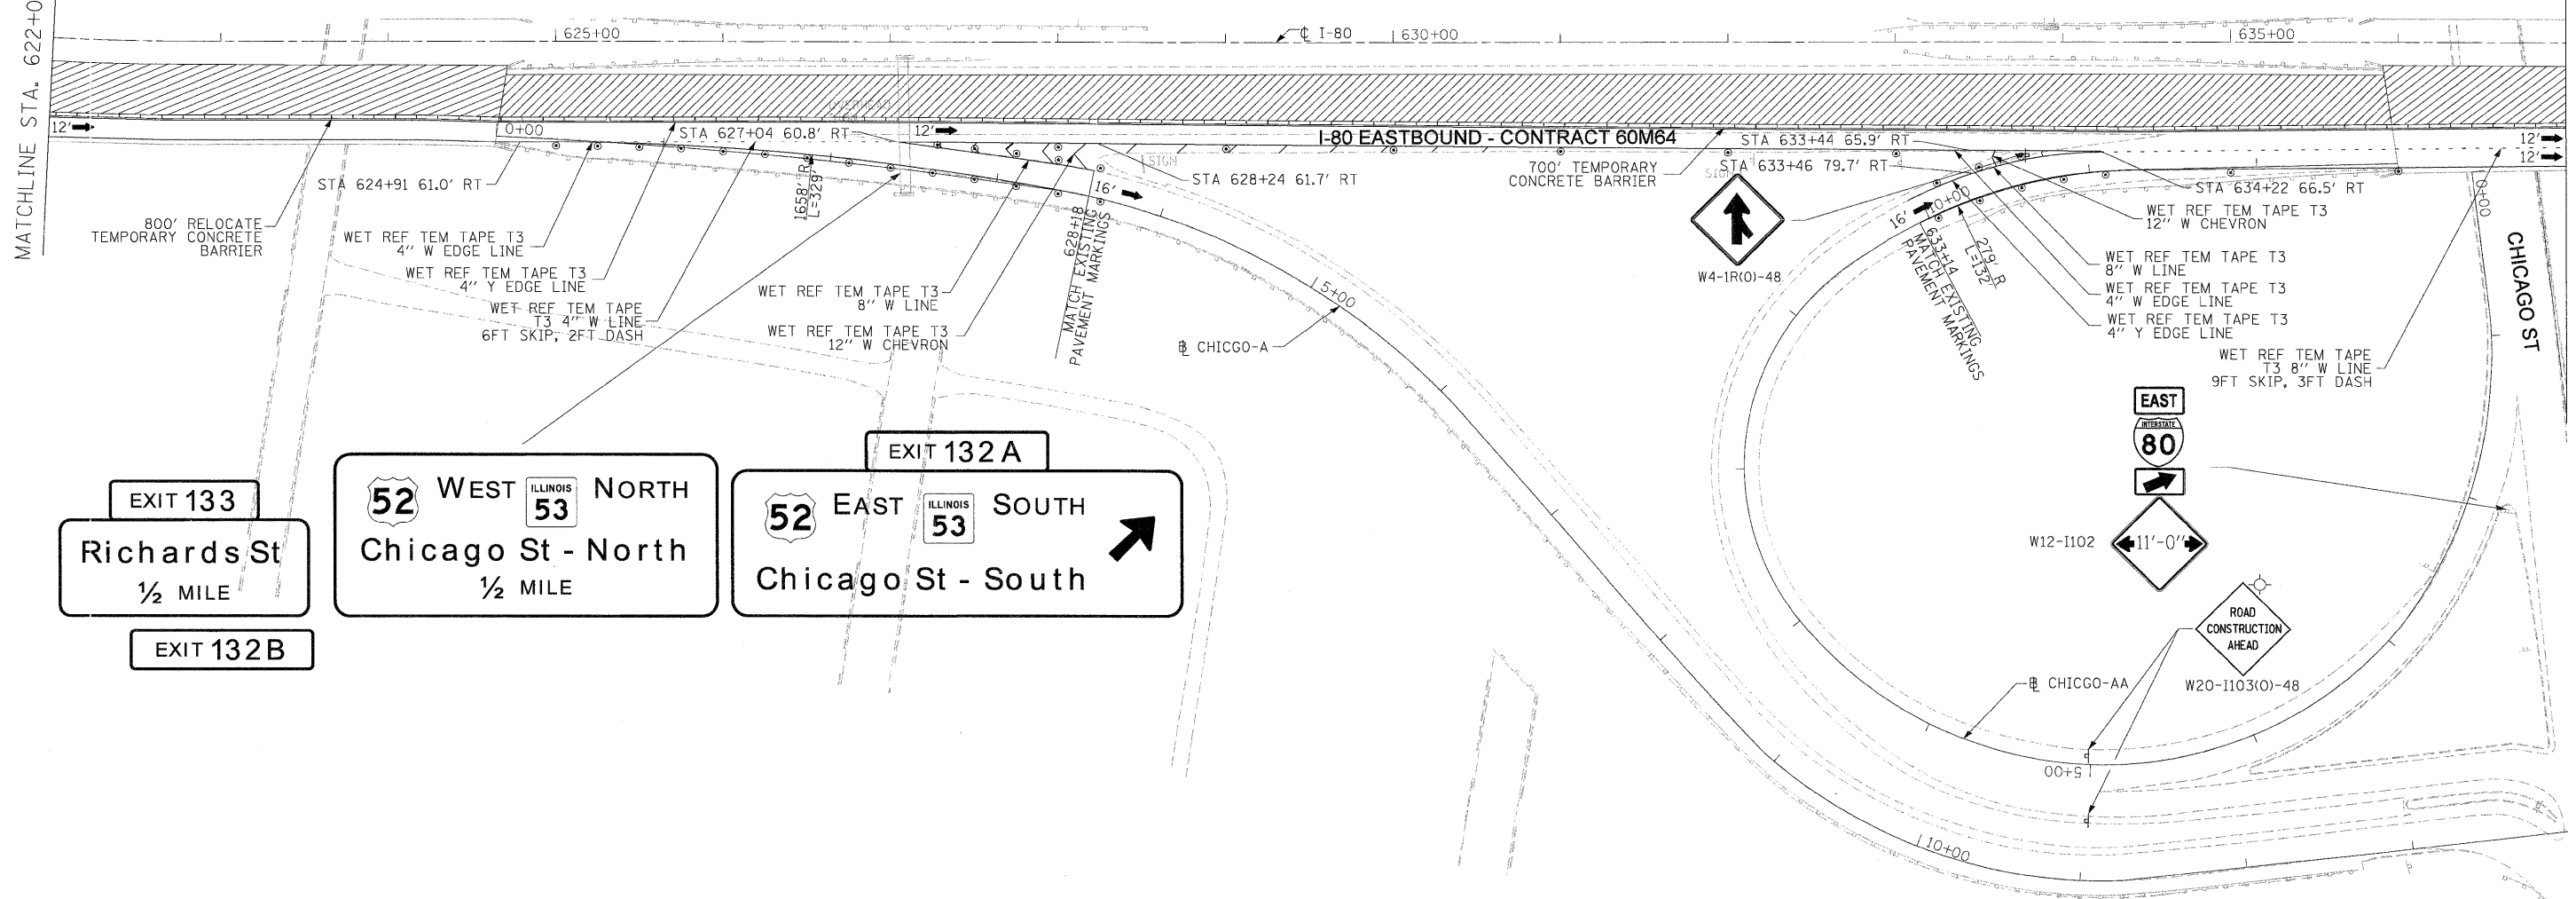 MATCHLINE STA. 622+0
625+00
℄ I-80
630+00
635+00
OVERHEAD
12'
0+00
STA 627+04 60.8' RT
12'
I-80 EASTBOUND - CONTRACT 60M64
STA 633+44 65.9' RT
12'
12'
SIGN
STA 624+91 61.0' RT
1658' R
L=329'
16'
STA 628+24 61.7' RT
700' TEMPORARY
CONCRETE BARRIER
STA 633+46 79.7' RT
SIGN
STA 634+22 66.5' RT
800' RELOCATE
TEMPORARY CONCRETE
BARRIER
WET REF TEM TAPE T3
4" W EDGE LINE
WET REF TEM TAPE T3
4" Y EDGE LINE
WET REF TEM TAPE
T3 4" W LINE
6FT SKIP, 2FT DASH
WET REF TEM TAPE T3
8" W LINE
WET REF TEM TAPE T3
12" W CHEVRON
628+18
MATCH EXISTING
PAVEMENT MARKINGS
5+00
℄ CHICGO-A
W4-1R(O)-48
16'
10+00
633+14
MATCH EXISTING
PAVEMENT MARKINGS
279' R
L=132'
WET REF TEM TAPE T3
12" W CHEVRON
WET REF TEM TAPE T3
8" W LINE
WET REF TEM TAPE T3
4" W EDGE LINE
WET REF TEM TAPE T3
4" Y EDGE LINE
WET REF TEM TAPE
T3 8" W LINE
9FT SKIP, 3FT DASH
0+00
CHICAGO ST
EXIT 133
Richards St
½ MILE
EXIT 132B
52 WEST ILLINOIS 53 NORTH
Chicago St - North
½ MILE
EXIT 132A
52 EAST ILLINOIS 53 SOUTH
Chicago St - South
EAST
INTERSTATE
80
W12-I102
11'-0"
ROAD
CONSTRUCTION
AHEAD
W20-I103(O)-48
℄ CHICGO-AA
5+00
10+00